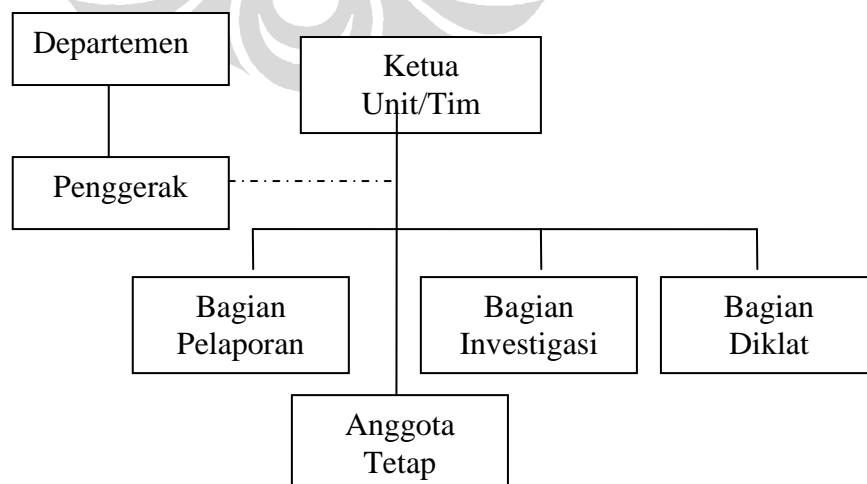 Departemen
Ketua
Unit/Tim
Penggerak
Bagian
Pelaporan
Bagian
Investigasi
Bagian
Diklat
Anggota
Tetap